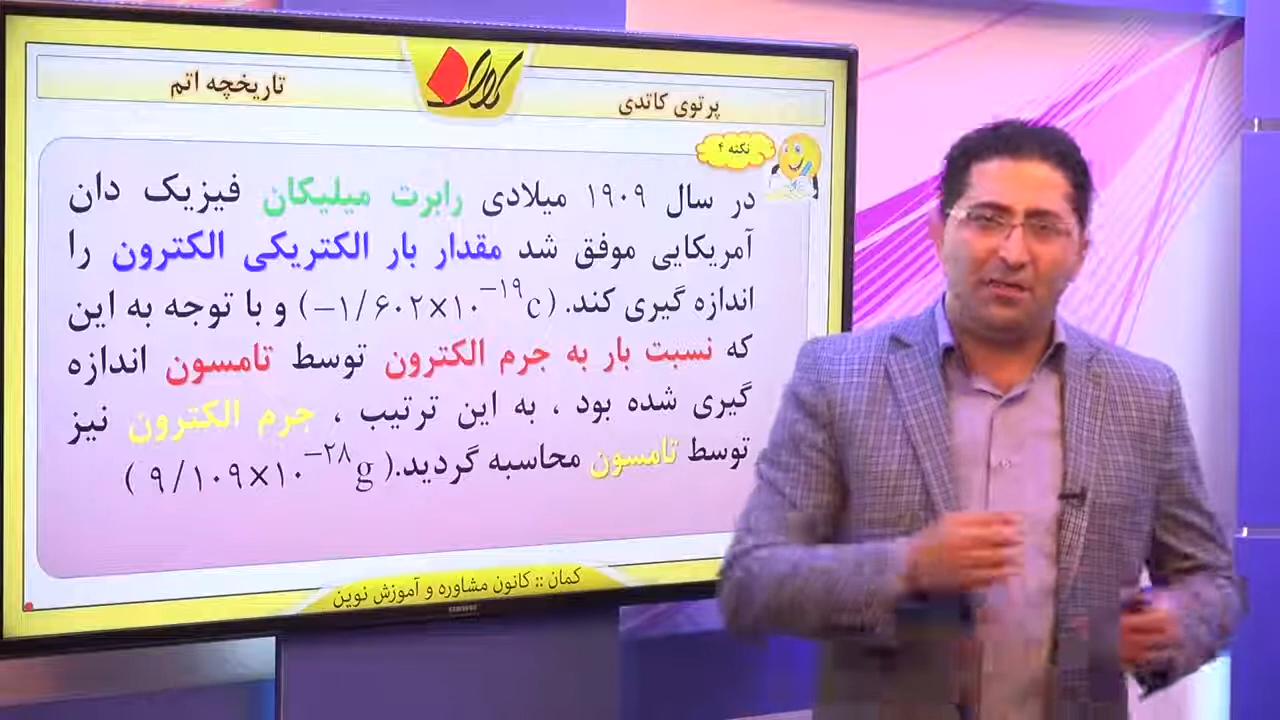 پرتوی کاتدی
تاریخچه اتم
نکته ۴
در سال ۱۹۰۹ میلادی رابرت میلیکان فیزیک دان
آمریکایی موفق شد مقدار بار الکتریکی الکترون را
اندازه گیری کند. (−۱/۶۰۲×۱۰⁻¹⁹c) و با توجه به این
که نسبت بار به جرم الکترون توسط تامسون اندازه
گیری شده بود ، به این ترتیب ، جرم الکترون نیز
توسط تامسون محاسبه گردید.(۹/۱۰۹×۱۰⁻²⁸g)
کمان :: کانون مشاوره و آموزش نوین
SAMSUNG